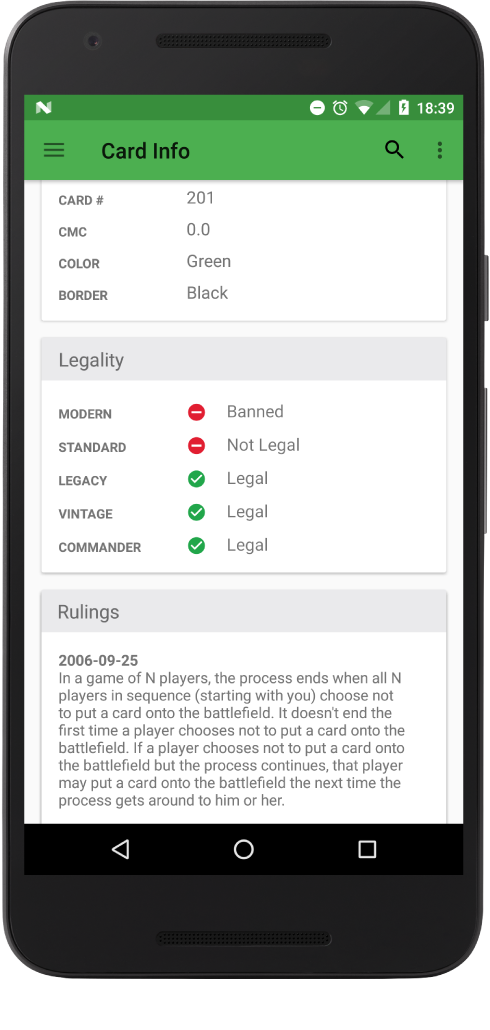 18:39
Card Info
CARD # 201
CMC 0.0
COLOR Green
BORDER Black
Legality
MODERN Banned
STANDARD Not Legal
LEGACY Legal
VINTAGE Legal
COMMANDER Legal
Rulings
2006-09-25
In a game of N players, the process ends when all N
players in sequence (starting with you) choose not
to put a card onto the battlefield. It doesn't end the
first time a player chooses not to put a card onto the
battlefield. If a player chooses not to put a card onto
the battlefield but the process continues, that player
may put a card onto the battlefield the next time the
process gets around to him or her.